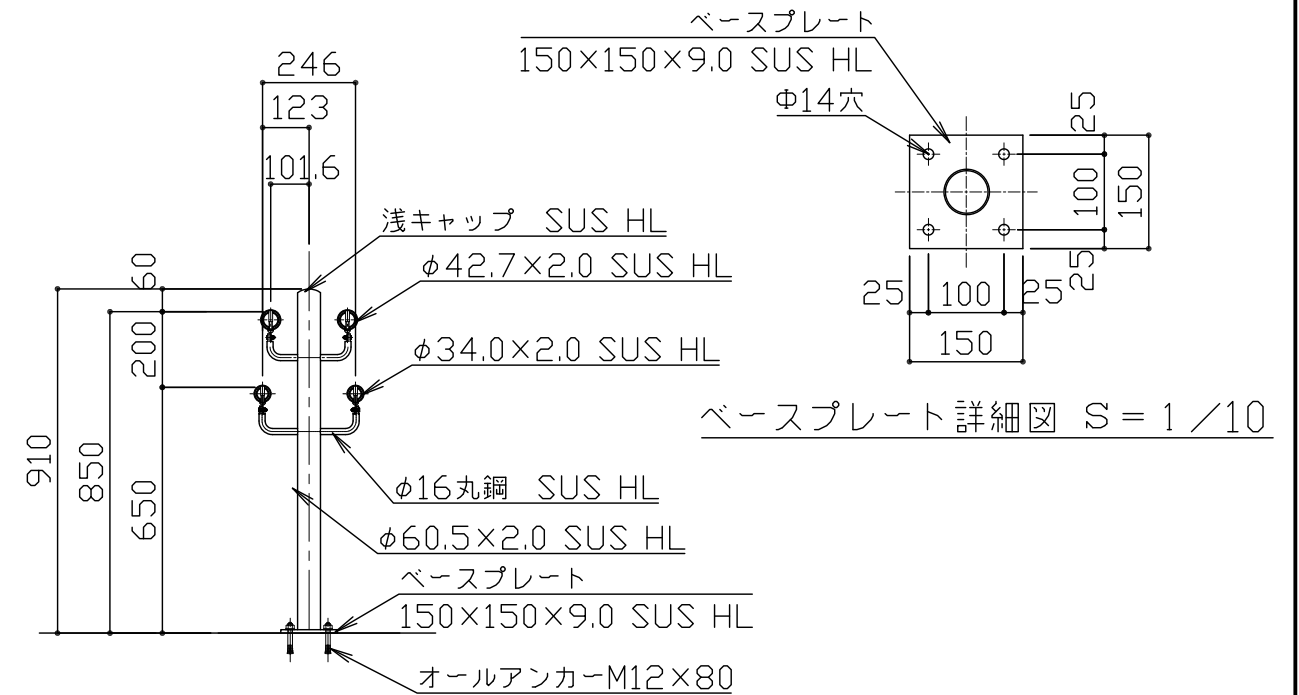 246
123
101.6
浅キャップ SUS HL
φ42.7×2.0 SUS HL
φ34.0×2.0 SUS HL
φ16丸鋼 SUS HL
φ60.5×2.0 SUS HL
ベースプレート
150×150×9.0 SUS HL
オールアンカーM12×80
60
200
650
850
910
ベースプレート
150×150×9.0 SUS HL
Φ14穴
25
100
25
150
25
100
25
150
ベースプレート詳細図 S=1/10